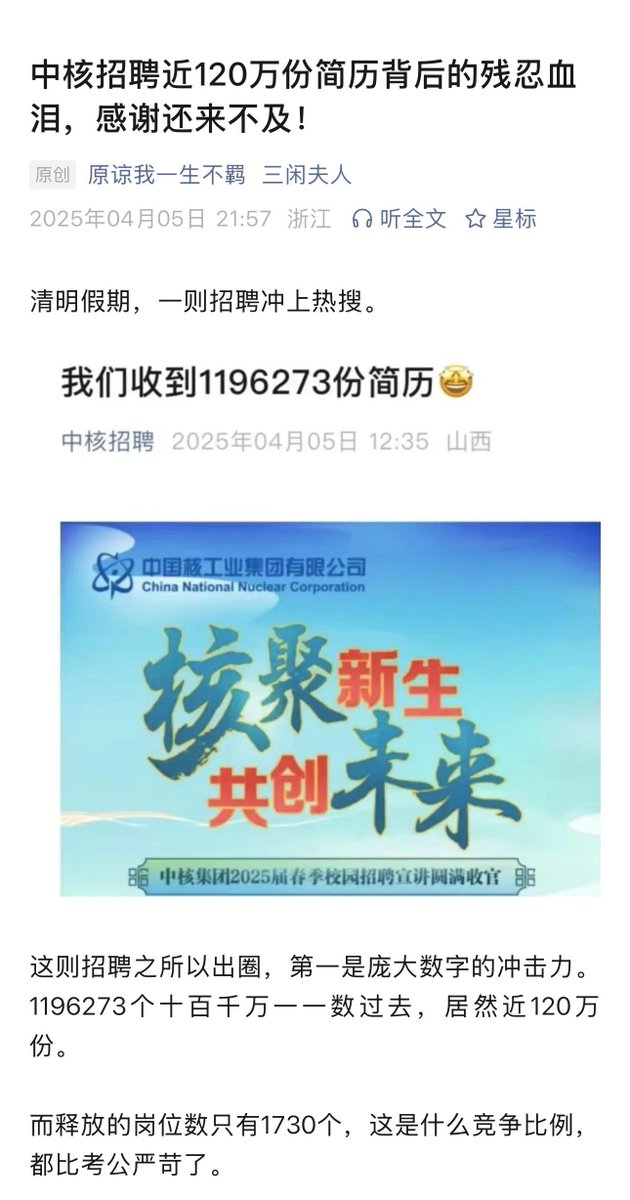 中核招聘近120万份简历背后的残忍血
泪，感谢还来不及！
原创 原谅我一生不羁 三闲夫人
2025年04月05日 21:57 浙江 听全文 星标
清明假期，一则招聘冲上热搜。
我们收到1196273份简历🤩
中核招聘 2025年04月05日 12:35 山西
中国核工业集团有限公司
China National Nuclear Corporation
核聚新生
共创未来
中核集团2025届春季校园招聘宣讲圆满收官
这则招聘之所以出圈，第一是庞大数字的冲击力。
1196273个十百千万一一数过去，居然近120万
份。
而释放的岗位数只有1730个，这是什么竞争比例，
都比考公严苛了。